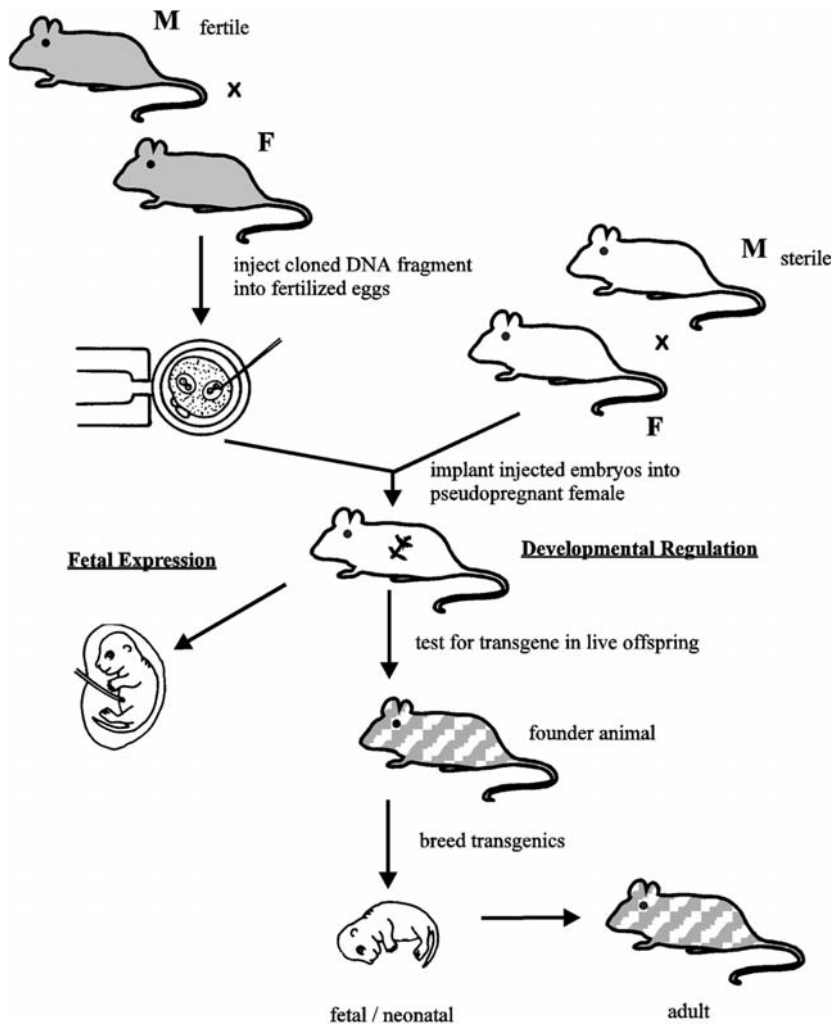 M fertile
x
F
inject cloned DNA fragment
into fertilized eggs
M sterile
x
F
implant injected embryos into
pseudopregnant female
Fetal Expression
Developmental Regulation
test for transgene in live offspring
founder animal
breed transgenics
fetal / neonatal
adult